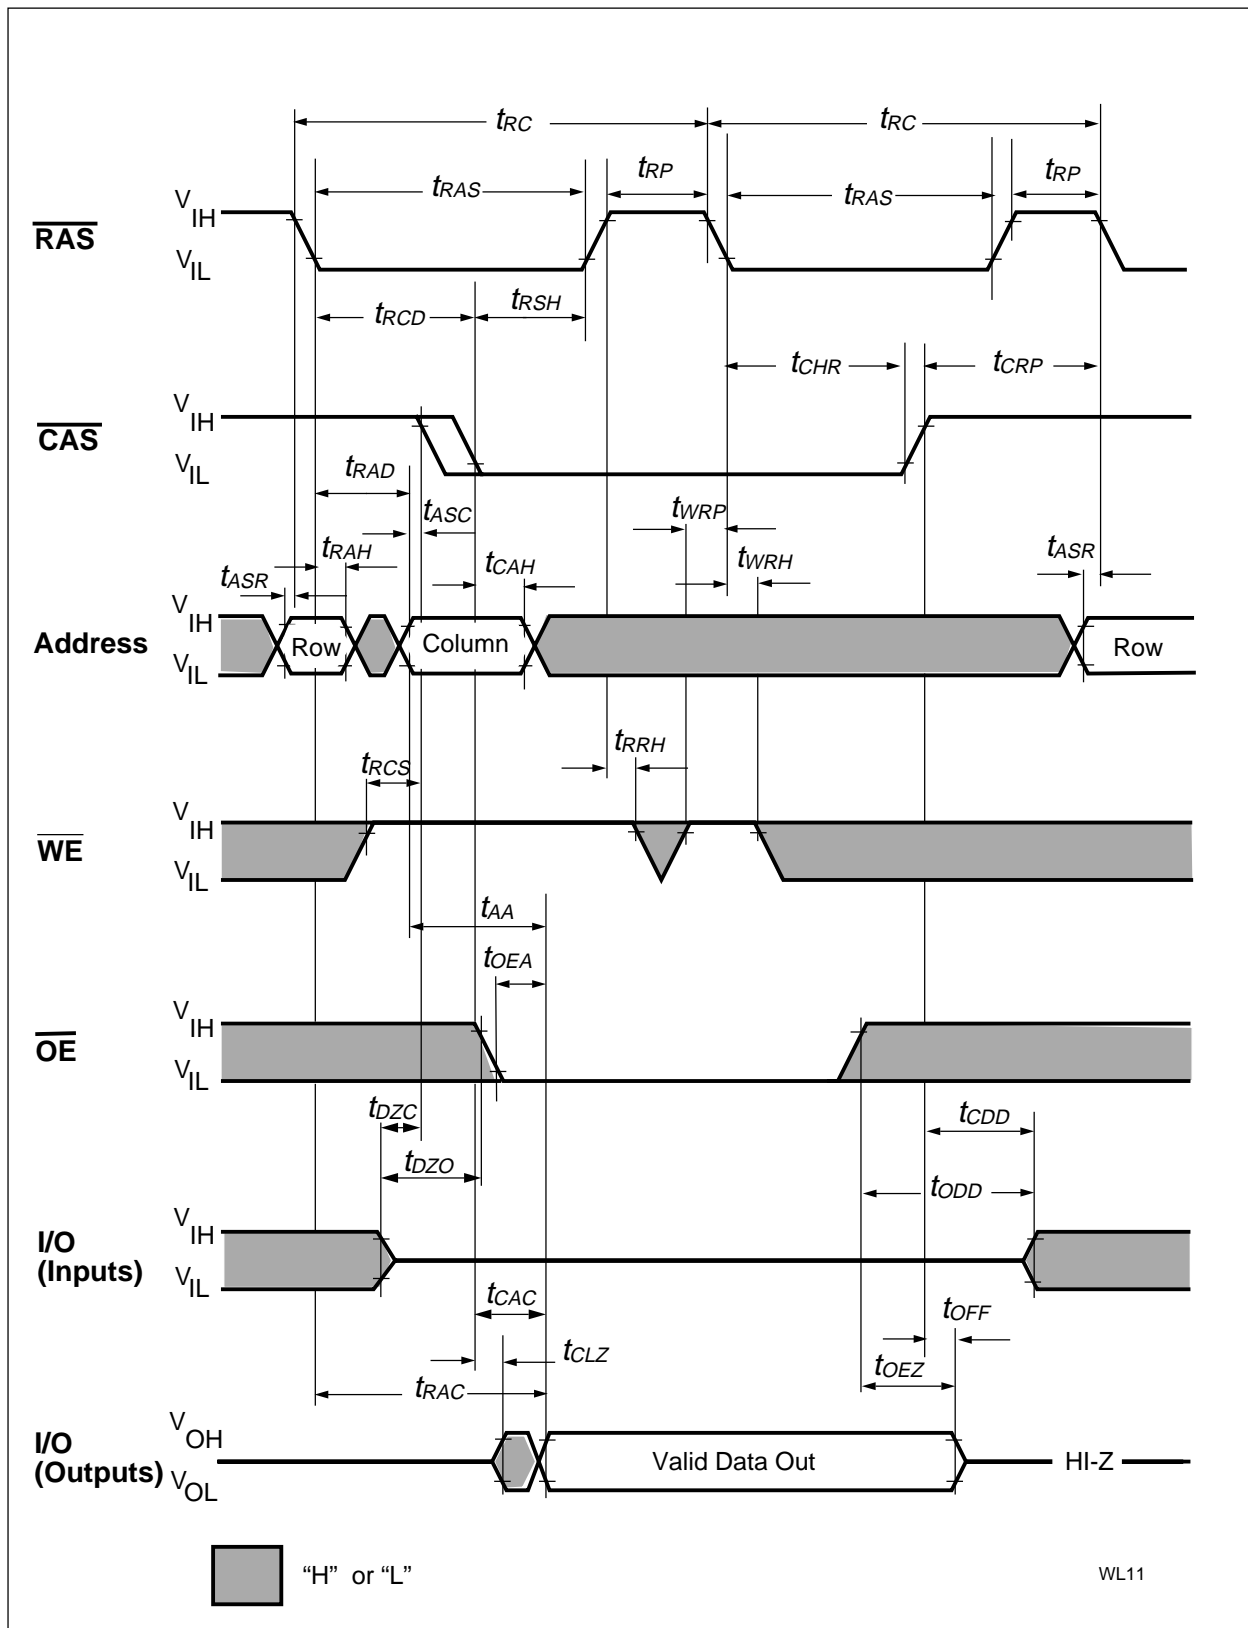 tRC tRC
tRAS tRP tRAS tRP
RAS
VIH
VIL
tRCD tRSH
tCHR tCRP
CAS
VIH
VIL
tRAD
tASC
tWRP
tRAH tCAH tWRH
tASR tASR
Address
VIH
VIL
Row Column Row
tRRH
tRCS
WE
VIH
VIL
tAA
tOEA
OE
VIH
VIL
tDZC tCDD
tDZO tODD
I/O
(Inputs)
VIH
VIL
tCAC tOFF
tCLZ tOEZ
tRAC
I/O
(Outputs)
VOH
VOL
Valid Data Out HI-Z
“H” or “L”
WL11